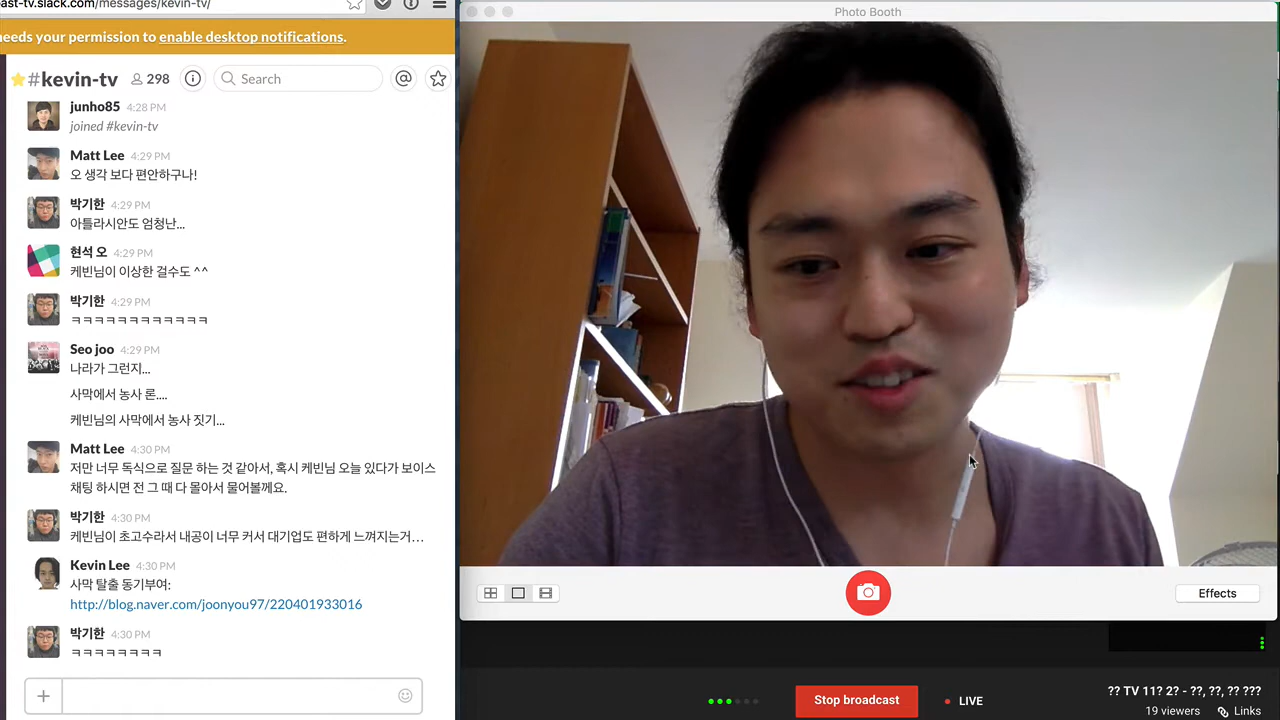 ast-tv.slack.com/messages/kevin-tv/
eeds your permission to enable desktop notifications.
#kevin-tv 298 Search
junho85 4:28 PM
joined #kevin-tv
Matt Lee 4:29 PM
오 생각 보다 편안하구나!
박기한 4:29 PM
아틀라시안도 엄청난...
현석 오 4:29 PM
케빈님이 이상한 걸수도 ^^
박기한 4:29 PM
ㅋㅋㅋㅋㅋㅋㅋㅋㅋㅋㅋㅋ
Seo joo 4:29 PM
나라가 그런지...
사막에서 농사 론....
케빈님의 사막에서 농사 짓기...
Matt Lee 4:30 PM
저만 너무 독식으로 질문 하는 것 같아서, 혹시 케빈님 오늘 있다가 보이스
채팅 하시면 전 그 때 다 몰아서 물어볼께요.
박기한 4:30 PM
케빈님이 초고수라서 내공이 너무 커서 대기업도 편하게 느껴지는거...
Kevin Lee 4:30 PM
사막 탈출 동기부여:
http://blog.naver.com/joonyou97/220401933016
박기한 4:30 PM
ㅋㅋㅋㅋㅋㅋㅋㅋ
Photo Booth
Effects
Stop broadcast
LIVE
?? TV 11? 2? - ??, ??, ?? ???
19 viewers Links